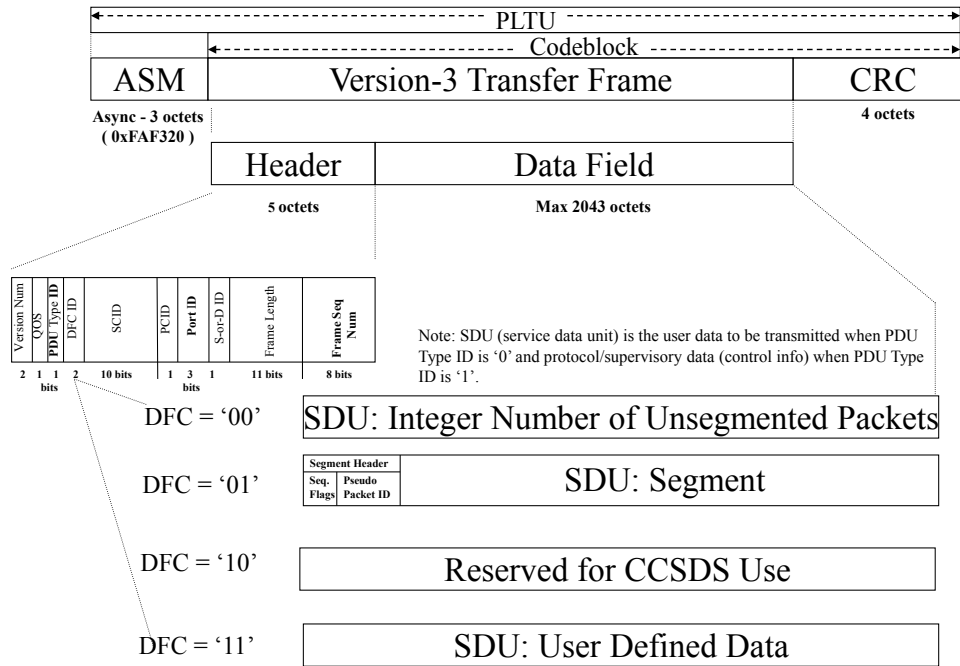 PLTU
Codeblock
ASM
Version-3 Transfer Frame
CRC
Async - 3 octets
( 0xFAF320 )
4 octets
Header
Data Field
5 octets
Max 2043 octets
Version Num
QOS
PDU Type ID
DFC ID
SCID
PCID
Port ID
S-or-D ID
Frame Length
Frame Seq
Num
2 1 1 2 10 bits 1 3 1 11 bits 8 bits
bits bits
Note: SDU (service data unit) is the user data to be transmitted when PDU
Type ID is ‘0’ and protocol/supervisory data (control info) when PDU Type
ID is ‘1’.
DFC = ‘00’
SDU: Integer Number of Unsegmented Packets
DFC = ‘01’
Segment Header
Seq.
Flags
Pseudo
Packet ID
SDU: Segment
DFC = ‘10’
Reserved for CCSDS Use
DFC = ‘11’
SDU: User Defined Data